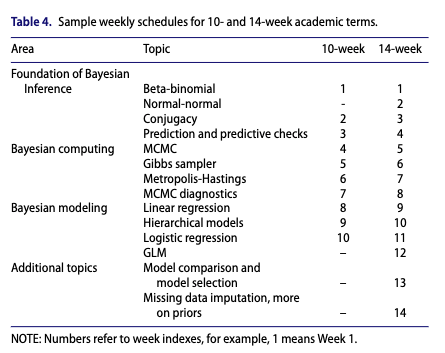 Table 4. Sample weekly schedules for 10- and 14-week academic terms.
Area Topic 10-week 14-week
Foundation of Bayesian
Inference Beta-binomial 1 1
Normal-normal - 2
Conjugacy 2 3
Prediction and predictive checks 3 4
Bayesian computing MCMC 4 5
Gibbs sampler 5 6
Metropolis-Hastings 6 7
MCMC diagnostics 7 8
Bayesian modeling Linear regression 8 9
Hierarchical models 9 10
Logistic regression 10 11
GLM – 12
Additional topics Model comparison and
model selection – 13
Missing data imputation, more
on priors – 14
NOTE: Numbers refer to week indexes, for example, 1 means Week 1.